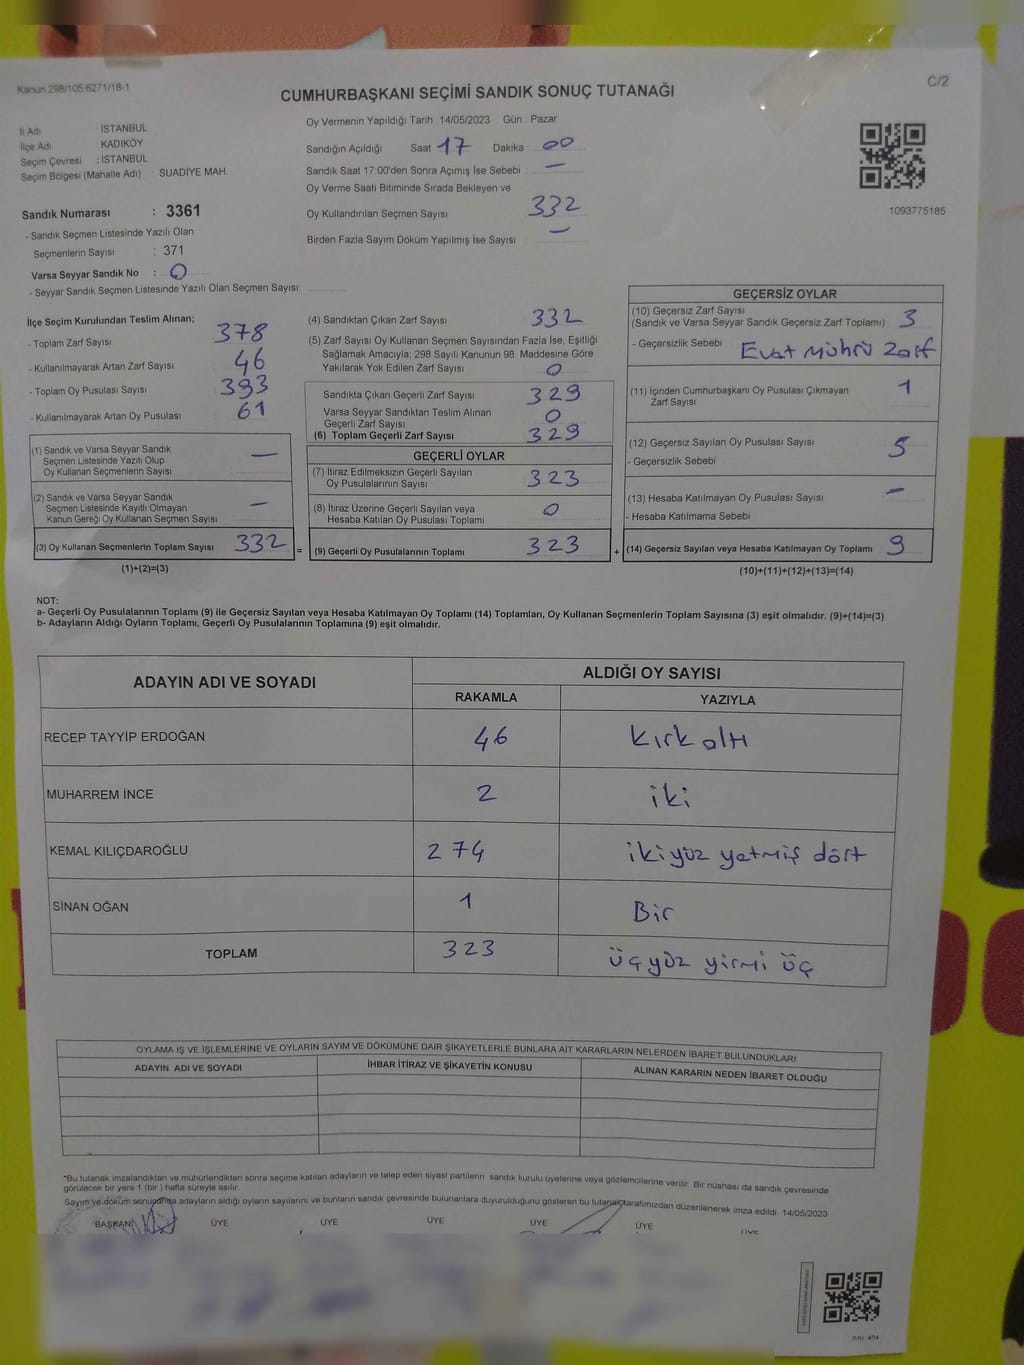 Kanun 298/105;6271/18-1
C/2
CUMHURBAŞKANI SEÇİMİ SANDIK SONUÇ TUTANAĞI
İl Adı İSTANBUL
İlçe Adı KADIKÖY
Seçim Çevresi : İSTANBUL
Seçim Bölgesi (Mahalle Adı) SUADİYE MAH.
Sandık Numarası : 3361
- Sandık Seçmen Listesinde Yazılı Olan
Seçmenlerin Sayısı : 371
Varsa Seyyar Sandık No : 0
- Seyyar Sandık Seçmen Listesinde Yazılı Olan Seçmen Sayısı:
Oy Vermenin Yapıldığı Tarih : 14/05/2023 Gün : Pazar
Sandığın Açıldığı Saat 17 Dakika : 00
Sandık Saat 17:00'den Sonra Açımış İse Sebebi : —
Oy Verme Saati Bitiminde Sırada Bekleyen ve
Oy Kullandırılan Seçmen Sayısı 332
Birden Fazla Sayım Döküm Yapılmış İse Sayısı : —
1093775185
İlçe Seçim Kurulundan Teslim Alınan;
- Toplam Zarf Sayısı 378
- Kullanılmayarak Artan Zarf Sayısı 46
- Toplam Oy Pusulası Sayısı 393
- Kullanılmayarak Artan Oy Pusulası 61
(1) Sandık ve Varsa Seyyar Sandık
Seçmen Listesinde Yazılı Olup
Oy Kullanan Seçmenlerin Sayısı —
(2) Sandık ve Varsa Seyyar Sandık
Seçmen Listesinde Kayıtlı Olmayan
Kanun Gereği Oy Kullanan Seçmen Sayısı —
(3) Oy Kullanan Seçmenlerin Toplam Sayısı 332
(1)+(2)=(3)
=
(4) Sandıktan Çıkan Zarf Sayısı 332
(5) Zarf Sayısı Oy Kullanan Seçmen Sayısından Fazla İse, Eşitliği
Sağlamak Amacıyla, 298 Sayılı Kanunun 98. Maddesine Göre
Yakılarak Yok Edilen Zarf Sayısı 0
Sandıkta Çıkan Geçerli Zarf Sayısı 329
Varsa Seyyar Sandıktan Teslim Alınan
Geçerli Zarf Sayısı 0
(6) Toplam Geçerli Zarf Sayısı 329
GEÇERLİ OYLAR
(7) İtiraz Edilmeksizin Geçerli Sayılan
Oy Pusulalarının Sayısı 323
(8) İtiraz Üzerine Geçerli Sayılan veya
Hesaba Katılan Oy Pusulası Toplamı 0
(9) Geçerli Oy Pusulalarının Toplamı 323
+
GEÇERSİZ OYLAR
(10) Geçersiz Zarf Sayısı
(Sandık ve Varsa Seyyar Sandık Geçersiz Zarf Toplamı) 3
- Geçersizlik Sebebi Evat Mührü Zarf
(11) İçinden Cumhurbaşkanı Oy Pusulası Çıkmayan
Zarf Sayısı 1
(12) Geçersiz Sayılan Oy Pusulası Sayısı 5
- Geçersizlik Sebebi
(13) Hesaba Katılmayan Oy Pusulası Sayısı —
- Hesaba Katılmama Sebebi
(14) Geçersiz Sayılan veya Hesaba Katılmayan Oy Toplamı 9
(10)+(11)+(12)+(13)=(14)
NOT:
a- Geçerli Oy Pusulalarının Toplamı (9) ile Geçersiz Sayılan veya Hesaba Katılmayan Oy Toplamı (14) Toplamları, Oy Kullanan Seçmenlerin Toplam Sayısına (3) eşit olmalıdır. (9)+(14)=(3)
b- Adayların Aldığı Oyların Toplamı, Geçerli Oy Pusulalarının Toplamına (9) eşit olmalıdır.
ADAYIN ADI VE SOYADI
ALDIĞI OY SAYISI
RAKAMLA YAZIYLA
RECEP TAYYİP ERDOĞAN 46 kırk altı
MUHARREM İNCE 2 iki
KEMAL KILIÇDAROĞLU 274 ikiyüz yetmiş dört
SİNAN OĞAN 1 Bir
TOPLAM 323 üçyüz yirmi üç
OYLAMA İŞ VE İŞLEMLERİNE VE OYLARIN SAYIM VE DÖKÜMÜNE DAİR ŞİKAYETLERLE BUNLARA AİT KARARLARIN NELERDEN İBARET BULUNDUKLARI
ADAYIN ADI VE SOYADI İHBAR İTİRAZ VE ŞİKAYETİN KONUSU ALINAN KARARIN NEDEN İBARET OLDUĞU
*Bu tutanak imzalandıktan ve mühürlendikten sonra seçime katılan adayların ve talep eden siyasi partilerin sandık kurulu üyelerine veya gözlemcilerine verilir. Bir nüshası da sandık çevresinde
görülecek bir yere 1 (bir) hafta süreyle asılır.
Sayım ve döküm sonucunda adayların aldığı oyların sayılarını ve bunların sandık çevresinde bulunanlara duyurulduğunu gösteren bu tutanak tarafımızdan düzenlenerek imza edildi. 14/05/2023
BAŞKAN ÜYE ÜYE ÜYE ÜYE ÜYE ÜYE